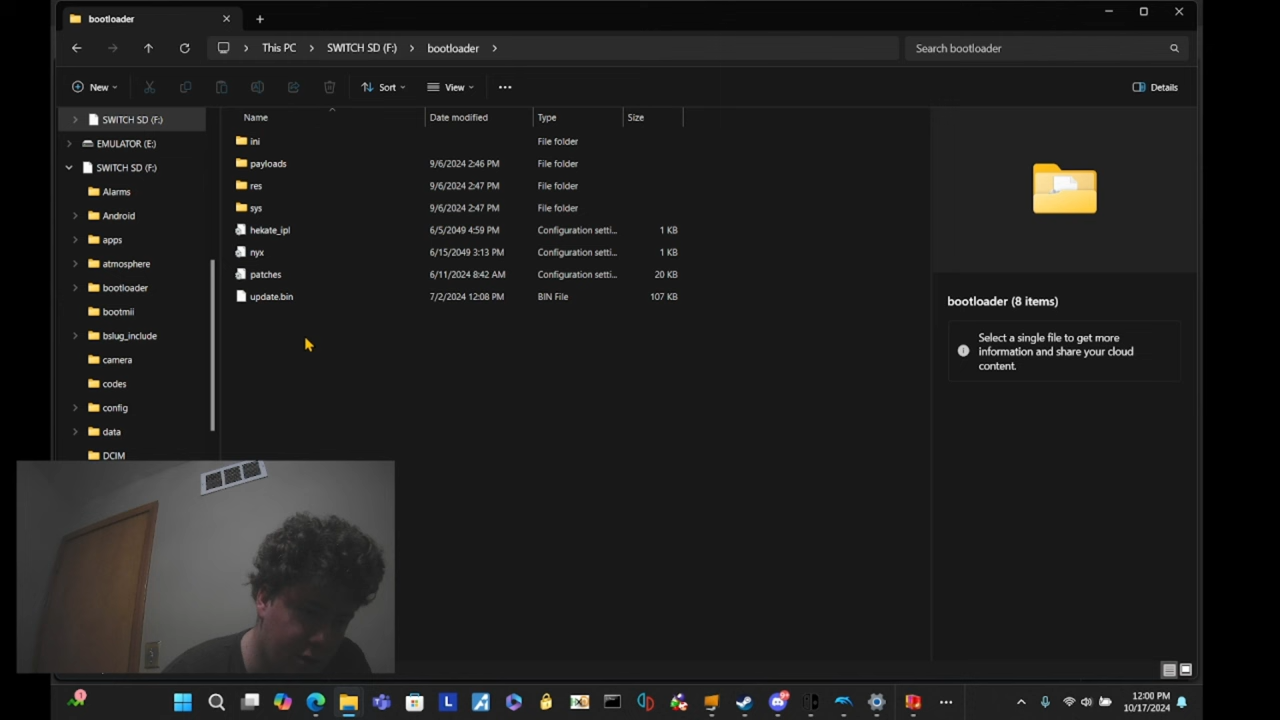 bootloader
This PC
SWITCH SD (F:)
bootloader
Search bootloader
New
Sort
View
Details
Name
Date modified
Type
Size
ini
File folder
payloads
9/6/2024 2:46 PM
File folder
res
9/6/2024 2:47 PM
File folder
sys
9/6/2024 2:47 PM
File folder
hekate_ipl
6/5/2049 4:59 PM
Configuration setti...
1 KB
nyx
6/15/2049 3:13 PM
Configuration setti...
1 KB
patches
6/11/2024 8:42 AM
Configuration setti...
20 KB
update.bin
7/2/2024 12:08 PM
BIN File
107 KB
SWITCH SD (F:)
EMULATOR (E:)
SWITCH SD (F:)
Alarms
Android
apps
atmosphere
bootloader
bootmii
bslug_include
camera
codes
config
data
DCIM
bootloader (8 items)
Select a single file to get more
information and share your cloud
content.
1
L
12:00 PM
10/17/2024